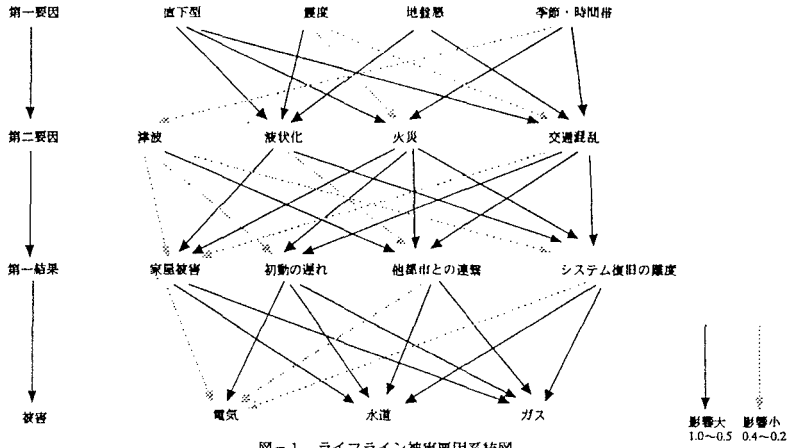 第一要因 直下型 震度 地盤悪 季節・時間帯
第二要因 津波 液状化 火災 交通混乱
第一結果 家屋被害 初動の遅れ 他都市との連繋 システム復旧の難度
被害 電気 水道 ガス
影響大 影響小
1.0〜0.5 0.4〜0.2
図-1 ライフライン被害要因系統図